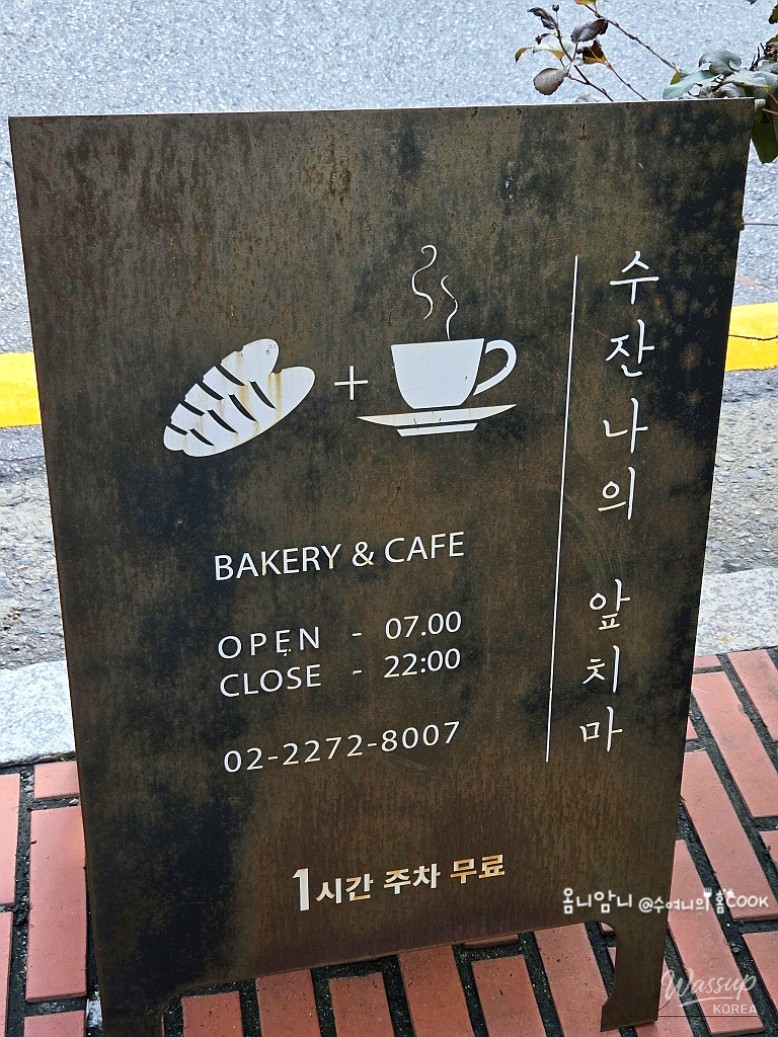 수잔나의 앞치마
BAKERY & CAFE
OPEN - 07.00
CLOSE - 22:00
02-2272-8007
1시간 주차 무료
옴니암니 @수여니의홈COOK
Wassup
KOREA